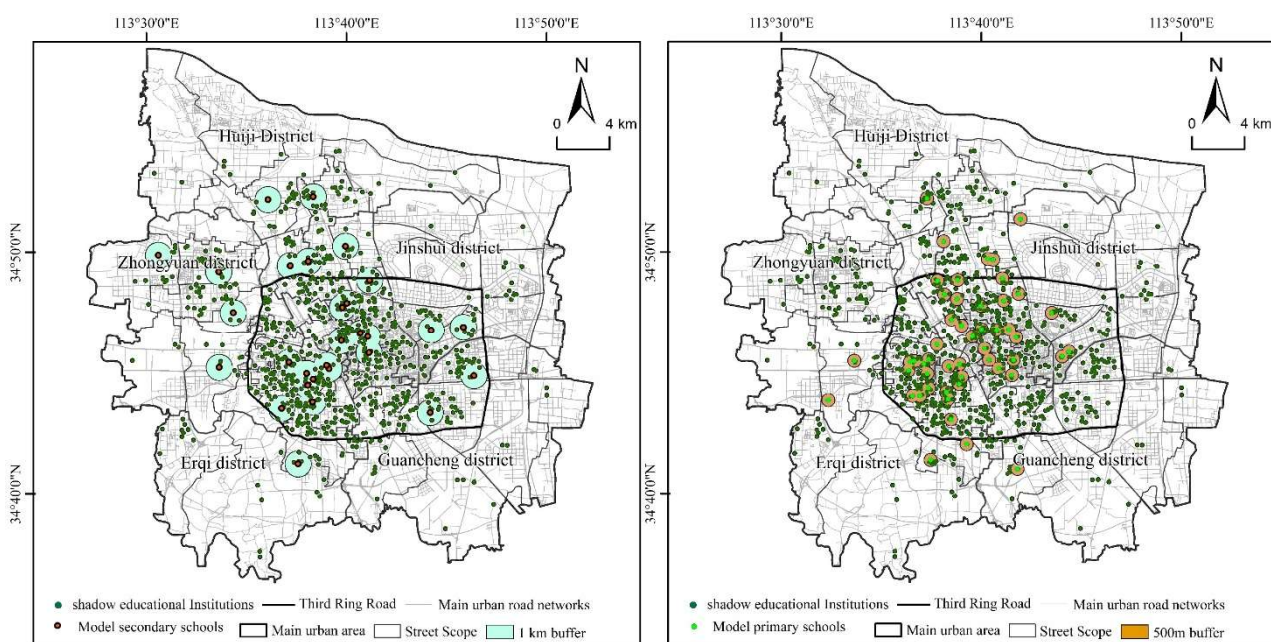 113°30'0"E 113°40'0"E 113°50'0"E
N
4 km
0
Huiji District
34°50'0"N
Jinshui district
Zhongyuan district
Erqi district
Guancheng district
34°40'0"N
shadow educational Institutions Third Ring Road Main urban road networks
Model secondary schools Main urban area Street Scope 1 km buffer
113°30'0"E 113°40'0"E 113°50'0"E
N
0 4 km
Huiji District
34°50'0"N
Jinshui district
Zhongyuan district
Erqi district
Guancheng district
34°40'0"N
shadow educational Institutions Third Ring Road Main urban road networks
Model primary schools Main urban area Street Scope 500m buffer